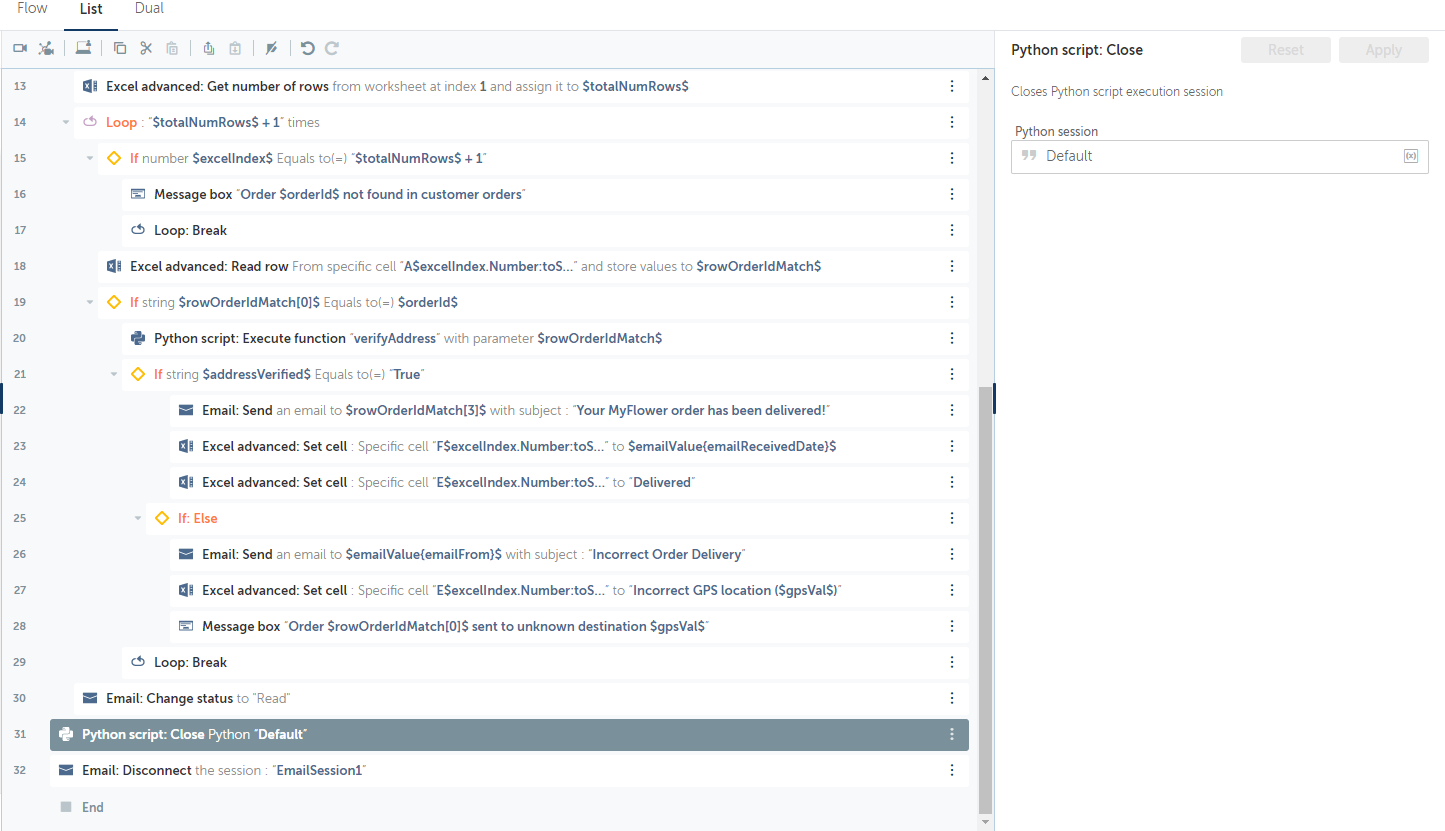 Flow List Dual
Python script: Close Reset Apply
13 Excel advanced: Get number of rows from worksheet at index 1 and assign it to $totalNumRows$
Closes Python script execution session
14 Loop : "$totalNumRows$ + 1" times
Python session
15 If number $excelIndex$ Equals to(=) "$totalNumRows$ + 1"
Default (x)
16 Message box "Order $orderId$ not found in customer orders"
17 Loop: Break
18 Excel advanced: Read row From specific cell "A$excelIndex.Number:toS..." and store values to $rowOrderIdMatch$
19 If string $rowOrderIdMatch[0]$ Equals to(=) $orderId$
20 Python script: Execute function "verifyAddress" with parameter $rowOrderIdMatch$
21 If string $addressVerified$ Equals to(=) "True"
22 Email: Send an email to $rowOrderIdMatch[3]$ with subject : "Your MyFlower order has been delivered!"
23 Excel advanced: Set cell : Specific cell "F$excelIndex.Number:toS..." to $emailValue{emailReceivedDate}$
24 Excel advanced: Set cell : Specific cell "E$excelIndex.Number:toS..." to "Delivered"
25 If: Else
26 Email: Send an email to $emailValue{emailFrom}$ with subject : "Incorrect Order Delivery"
27 Excel advanced: Set cell : Specific cell "E$excelIndex.Number:toS..." to "Incorrect GPS location ($gpsVal$)"
28 Message box "Order $rowOrderIdMatch[0]$ sent to unknown destination $gpsVal$"
29 Loop: Break
30 Email: Change status to "Read"
31 Python script: Close Python "Default"
32 Email: Disconnect the session : "EmailSession1"
End